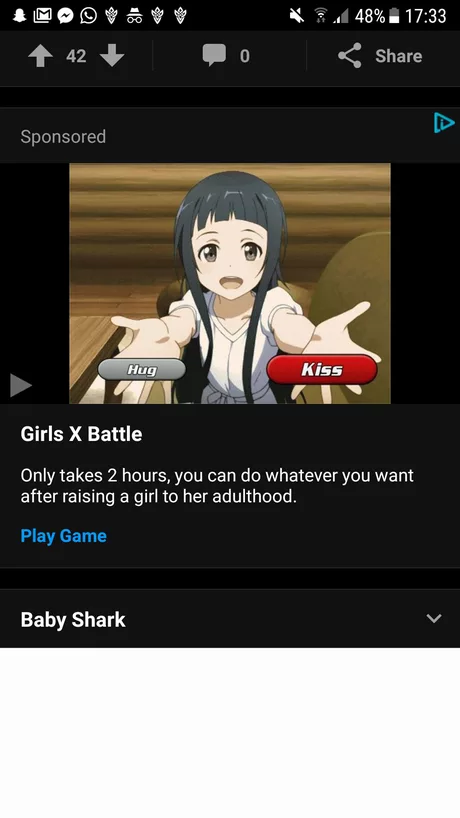 48% 17:33
42 0 Share
Sponsored
Hug Kiss
Girls X Battle
Only takes 2 hours, you can do whatever you want
after raising a girl to her adulthood.
Play Game
Baby Shark